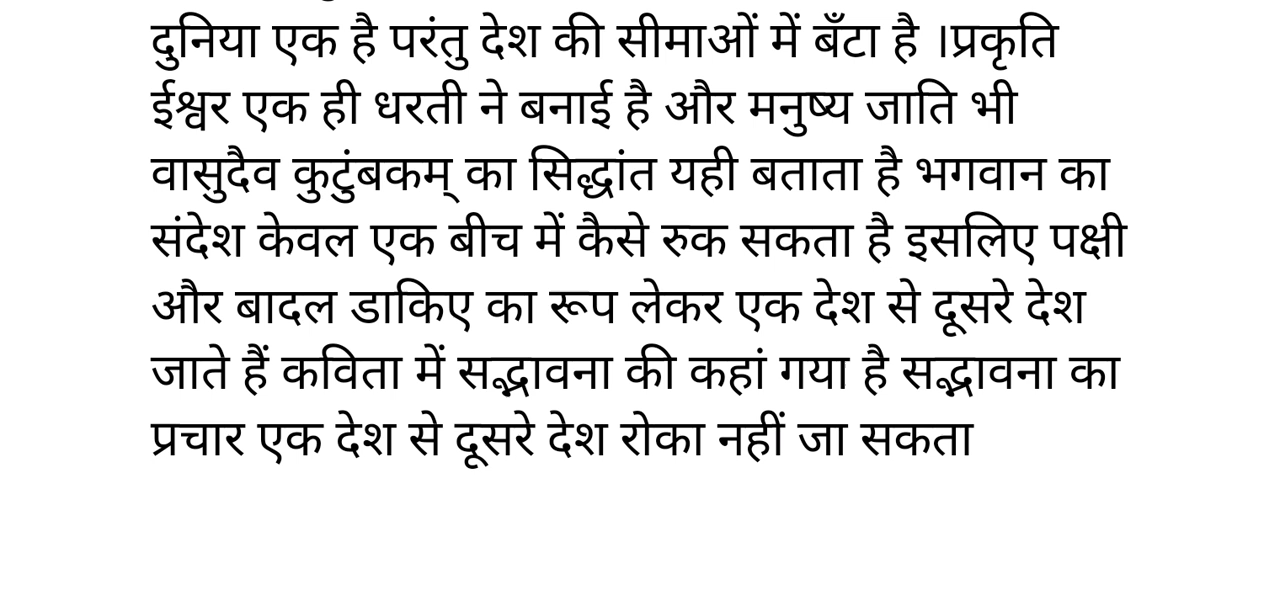 दुनिया एक है परंतु देश की सीमाओं में बँटा है ।प्रकृति
ईश्वर एक ही धरती ने बनाई है और मनुष्य जाति भी
वासुदैव कुटुंबकम् का सिद्धांत यही बताता है भगवान का
संदेश केवल एक बीच में कैसे रुक सकता है इसलिए पक्षी
और बादल डाकिए का रूप लेकर एक देश से दूसरे देश
जाते हैं कविता में सद्भावना की कहां गया है सद्भावना का
प्रचार एक देश से दूसरे देश रोका नहीं जा सकता